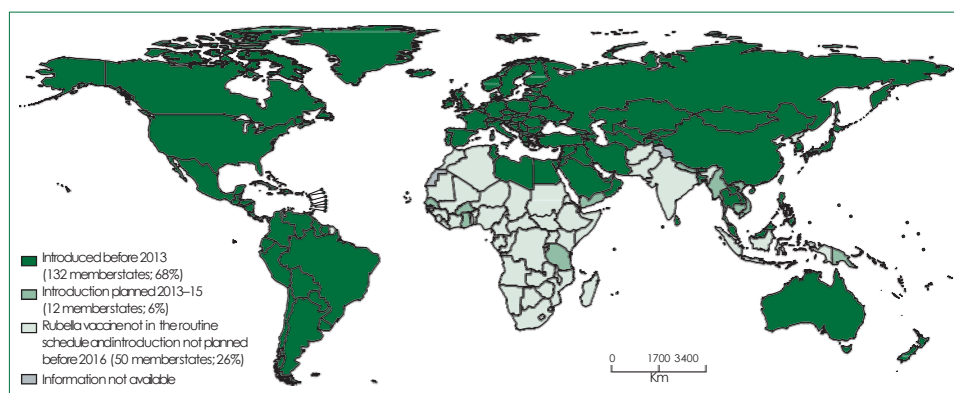 Introduced before 2013
(132 member states; 68%)
Introduction planned 2013–15
(12 member states; 6%)
Rubella vaccine not in the routine
schedule and introduction not planned
before 2016 (50 member states; 26%)
Information not available
0 1700 3400
Km